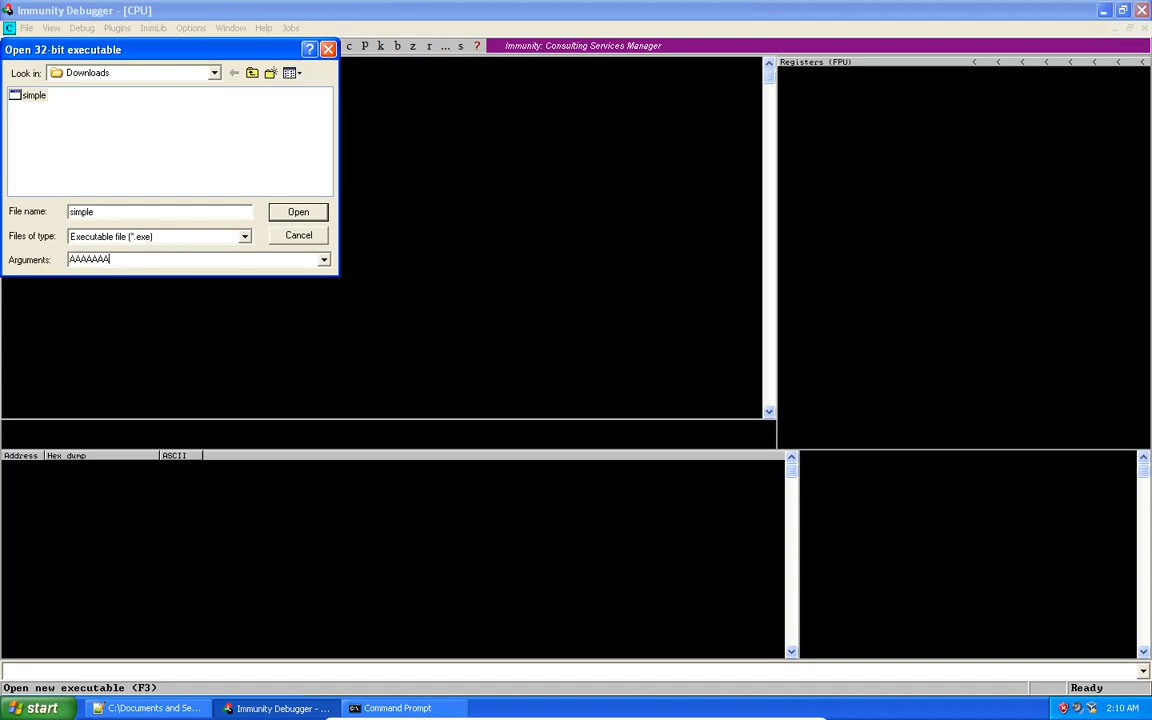 Immunity Debugger - [CPU]
C File View Debug Plugins ImmLib Options Window Help Jobs
Open 32-bit executable
c P k b z r ... s ? Immunity: Consulting Services Manager
Look in: Downloads
Registers (FPU) < < < < < < < <
simple
File name: simple Open
Files of type: Executable file (*.exe) Cancel
Arguments: AAAAAAA
Address Hex dump ASCII
Open new executable (F3) Ready
start C:\Documents and Se... Immunity Debugger - ... Command Prompt 2:10 AM